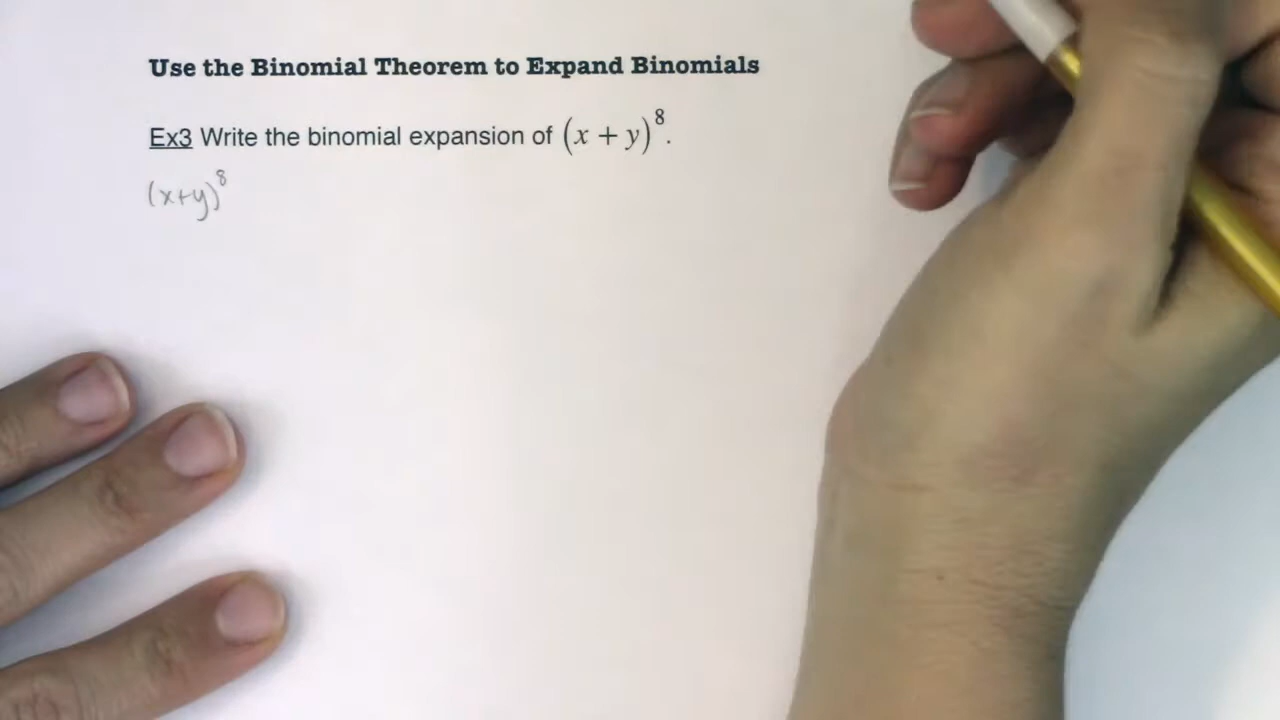 Use the Binomial Theorem to Expand Binomials
Ex3 Write the binomial expansion of (x + y)⁸.
(x+y)⁸